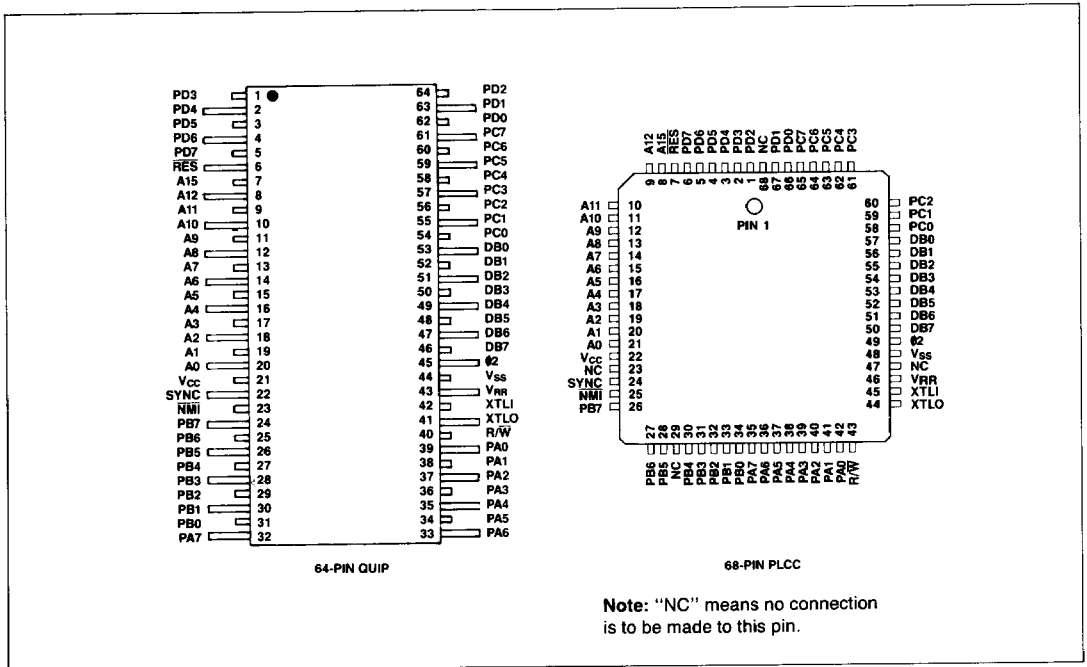 PD3 1 64 PD2
PD4 2 63 PD1
PD5 3 62 PD0
PD6 4 61 PC7
PD7 5 60 PC6
R̅E̅S̅ 6 59 PC5
A15 7 58 PC4
A12 8 57 PC3
A11 9 56 PC2
A10 10 55 PC1
A9 11 54 PC0
A8 12 53 DB0
A7 13 52 DB1
A6 14 51 DB2
A5 15 50 DB3
A4 16 49 DB4
A3 17 48 DB5
A2 18 47 DB6
A1 19 46 DB7
A0 20 45 ϕ2
VCC 21 44 VSS
SYNC 22 43 VRR
N̅M̅I̅ 23 42 XTLI
PB7 24 41 XTLO
PB6 25 40 R/W̅
PB5 26 39 PA0
PB4 27 38 PA1
PB3 28 37 PA2
PB2 29 36 PA3
PB1 30 35 PA4
PB0 31 34 PA5
PA7 32 33 PA6
64-PIN QUIP
A12 A15 R̅E̅S̅ PD7 PD6 PD5 PD4 PD3 PD2 NC PD1 PD0 PC7 PC6 PC5 PC4 PC3
9 8 7 6 5 4 3 2 1 68 67 66 65 64 63 62 61
PIN 1
A11 10 60 PC2
A10 11 59 PC1
A9 12 58 PC0
A8 13 57 DB0
A7 14 56 DB1
A6 15 55 DB2
A5 16 54 DB3
A4 17 53 DB4
A3 18 52 DB5
A2 19 51 DB6
A1 20 50 DB7
A0 21 49 ϕ2
VCC 22 48 VSS
NC 23 47 NC
SYNC 24 46 VRR
N̅M̅I̅ 25 45 XTLI
PB7 26 44 XTLO
27 28 29 30 31 32 33 34 35 36 37 38 39 40 41 42 43
PB6 PB5 NC PB4 PB3 PB2 PB1 PB0 PA7 PA6 PA5 PA4 PA3 PA2 PA1 PA0 R/W̅
68-PIN PLCC
Note: "NC" means no connection
is to be made to this pin.